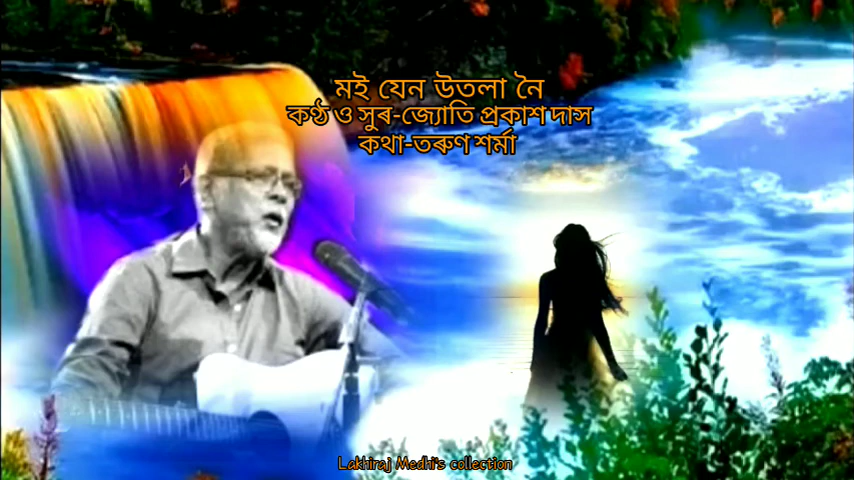 মই যেন উতলা নৈ
কণ্ঠ ও সুৰ-জ্যোতি প্ৰকাশ দাস
কথা-তৰুণ শৰ্মা
Lakhiraj Medhi's collection